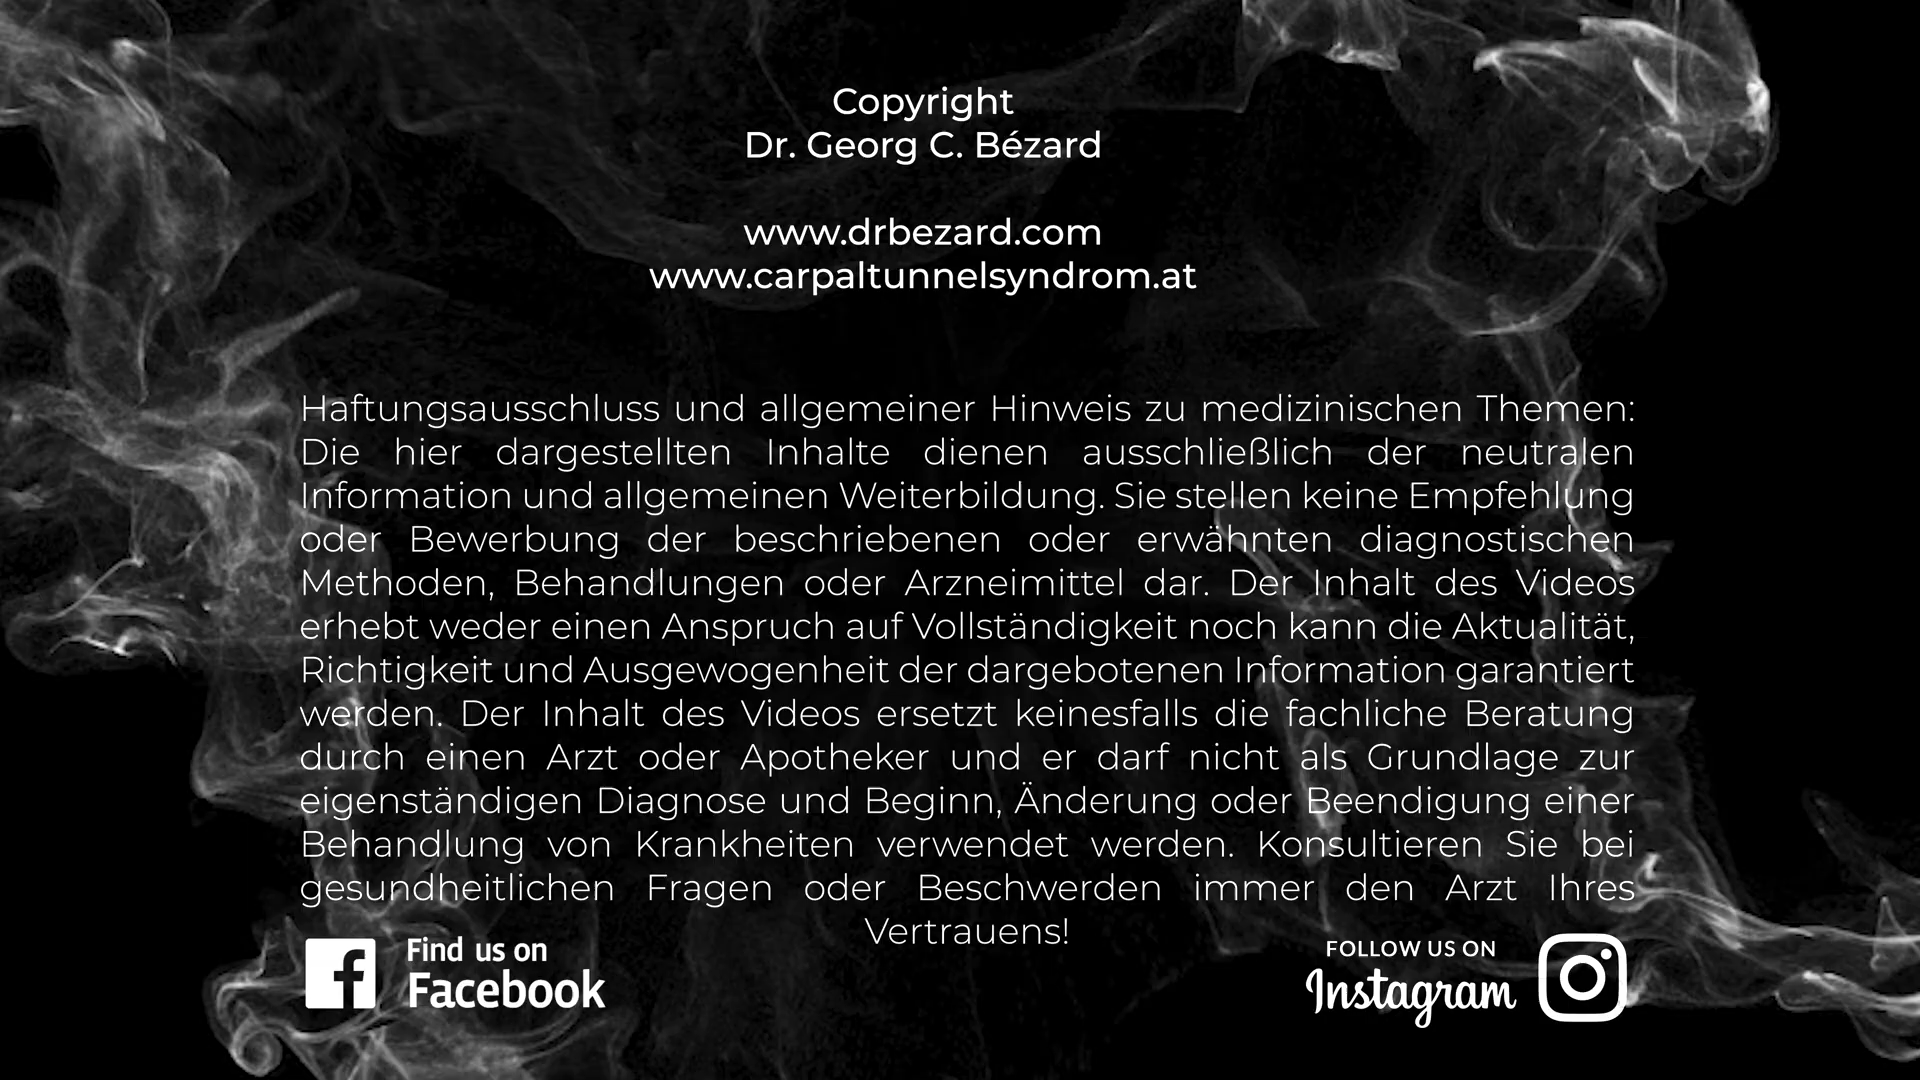 Copyright
Dr. Georg C. Bézard
www.drbezard.com
www.carpaltunnelsyndrom.at
Haftungsausschluss und allgemeiner Hinweis zu medizinischen Themen:
Die hier dargestellten Inhalte dienen ausschließlich der neutralen
Information und allgemeinen Weiterbildung. Sie stellen keine Empfehlung
oder Bewerbung der beschriebenen oder erwähnten diagnostischen
Methoden, Behandlungen oder Arzneimittel dar. Der Inhalt des Videos
erhebt weder einen Anspruch auf Vollständigkeit noch kann die Aktualität,
Richtigkeit und Ausgewogenheit der dargebotenen Information garantiert
werden. Der Inhalt des Videos ersetzt keinesfalls die fachliche Beratung
durch einen Arzt oder Apotheker und er darf nicht als Grundlage zur
eigenständigen Diagnose und Beginn, Änderung oder Beendigung einer
Behandlung von Krankheiten verwendet werden. Konsultieren Sie bei
gesundheitlichen Fragen oder Beschwerden immer den Arzt Ihres
Vertrauens!
Find us on
Facebook
FOLLOW US ON
Instagram